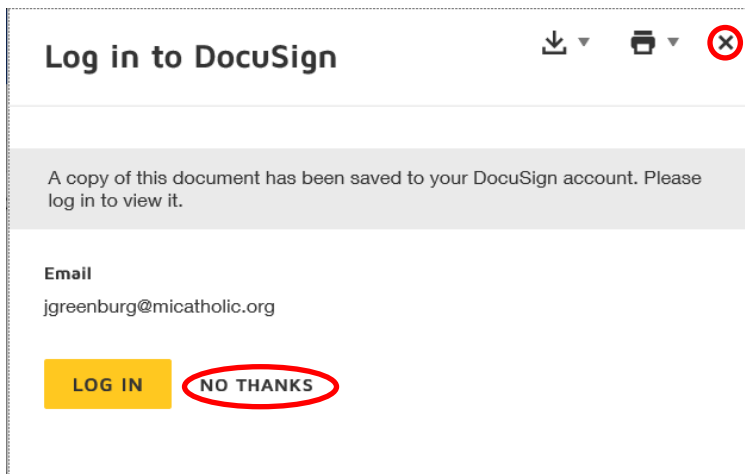 Log in to DocuSign
A copy of this document has been saved to your DocuSign account. Please
log in to view it.
Email
jgreenburg@micatholic.org
LOG IN NO THANKS